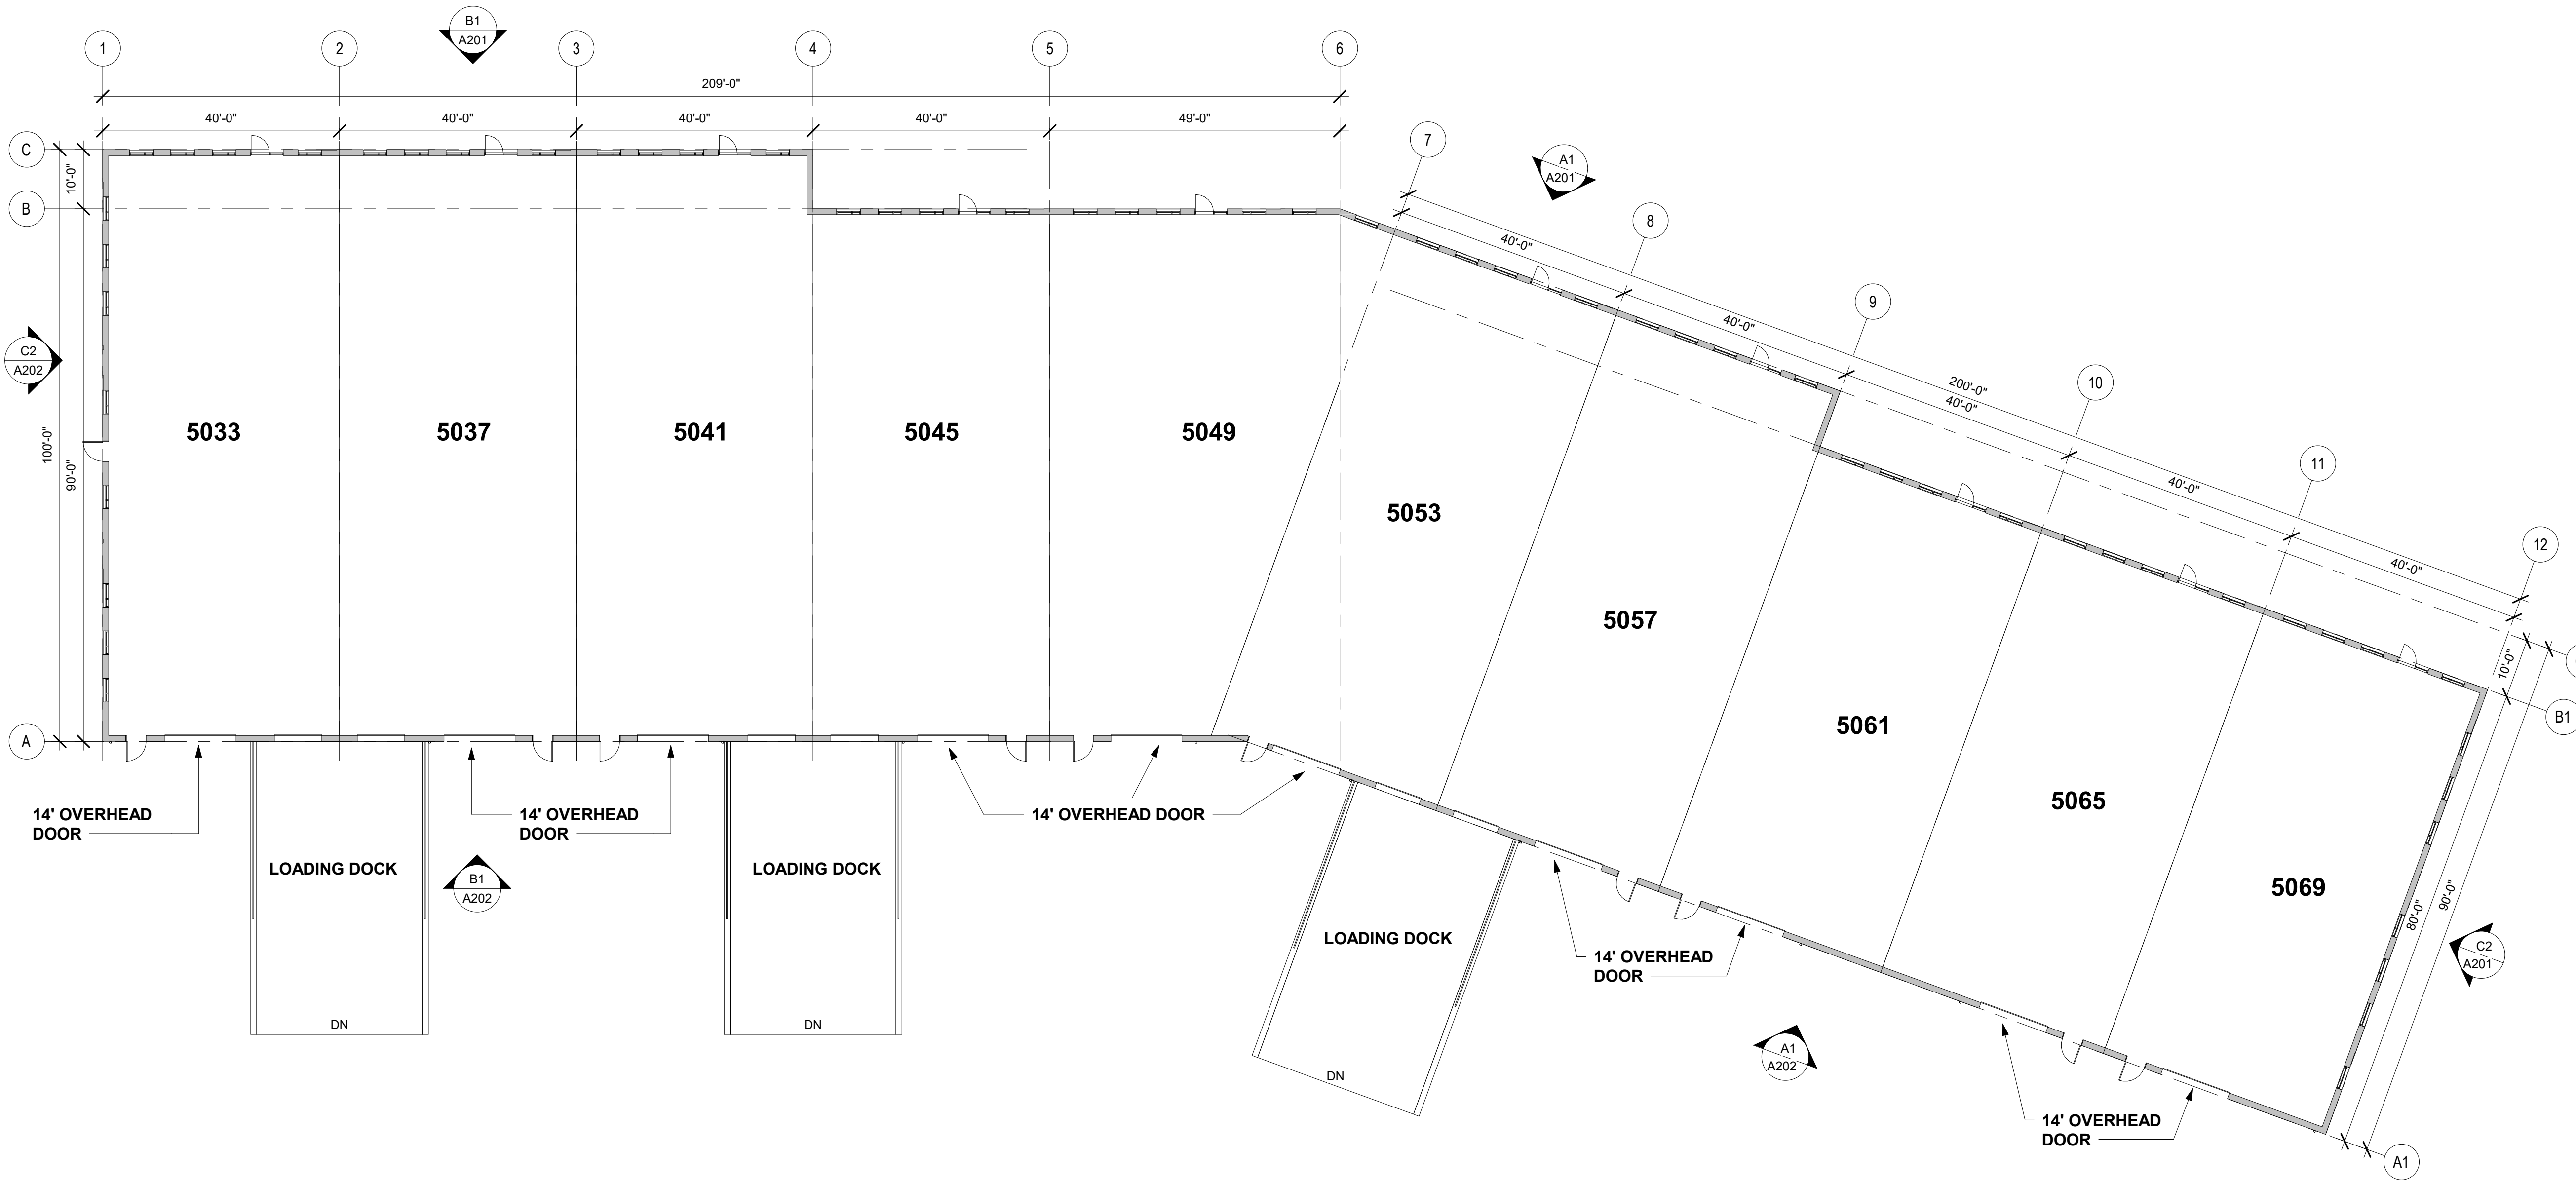 B1
A201
1
2
3
4
5
6
209'-0"
40'-0"
40'-0"
40'-0"
40'-0"
49'-0"
C
10'-0"
B
C2
A202
100'-0"
90'-0"
A
7
A1
A201
8
9
10
11
12
40'-0"
40'-0"
200'-0"
40'-0"
40'-0"
40'-0"
10'-0"
B1
80'-0"
90'-0"
C2
A201
A1
5033
5037
5041
5045
5049
5053
5057
5061
5065
5069
14' OVERHEAD
DOOR
14' OVERHEAD
DOOR
14' OVERHEAD DOOR
LOADING DOCK
B1
A202
LOADING DOCK
LOADING DOCK
14' OVERHEAD
DOOR
DN
DN
DN
A1
A202
14' OVERHEAD
DOOR